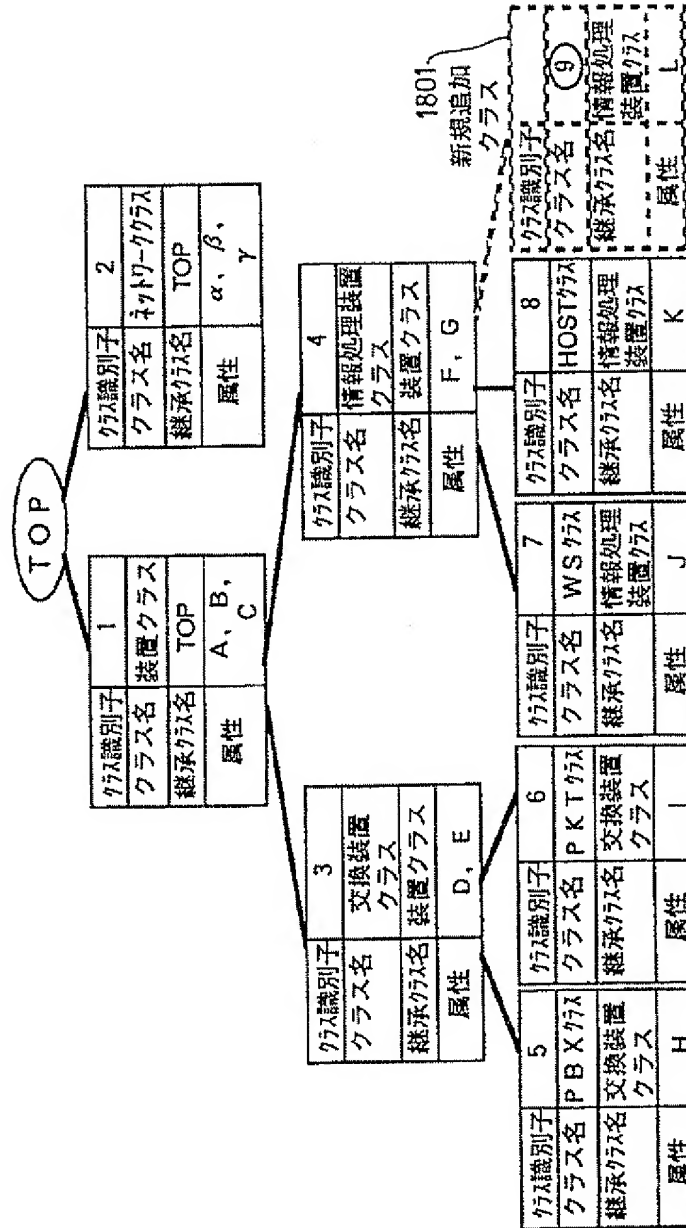 TOP
クラス識別子 1
クラス名 装置クラス
継承クラス名 TOP
属性 A、B、
C
クラス識別子 2
クラス名 ネットワーククラス
継承クラス名 TOP
属性 α、β、
γ
クラス識別子 3
クラス名 交換装置
クラス
継承クラス名 装置クラス
属性 D、E
クラス識別子 4
クラス名 情報処理装置
クラス
継承クラス名 装置クラス
属性 F、G
1801
新規追加
クラス
クラス識別子 5
クラス名 PBXクラス
継承クラス名 交換装置
クラス
属性 H
クラス識別子 6
クラス名 PKTクラス
継承クラス名 交換装置
クラス
属性 I
クラス識別子 7
クラス名 WSクラス
継承クラス名 情報処理
装置クラス
属性 J
クラス識別子 8
クラス名 HOSTクラス
継承クラス名 情報処理
装置クラス
属性 K
クラス識別子
クラス名 9
継承クラス名 情報処理
装置クラス
属性 L